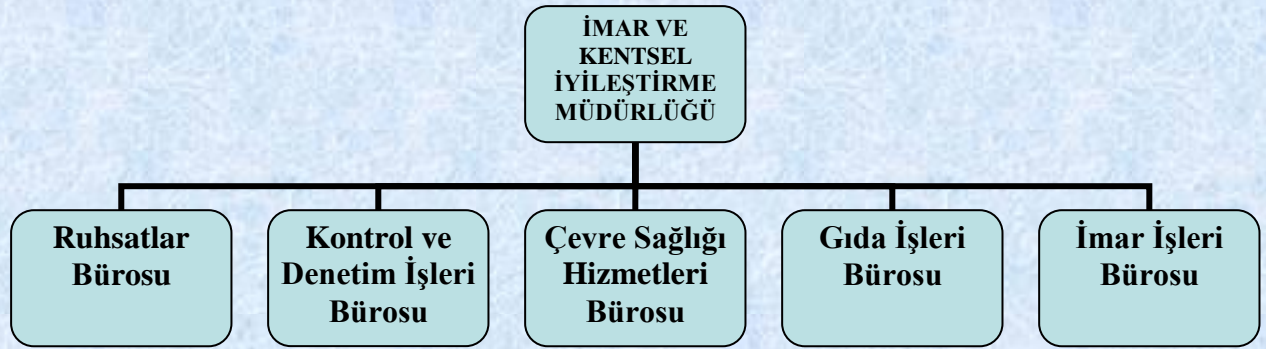 İMAR VE
KENTSEL
İYİLEŞTİRME
MÜDÜRLÜĞÜ
Ruhsatlar
Bürosu
Kontrol ve
Denetim İşleri
Bürosu
Çevre Sağlığı
Hizmetleri
Bürosu
Gıda İşleri
Bürosu
İmar İşleri
Bürosu